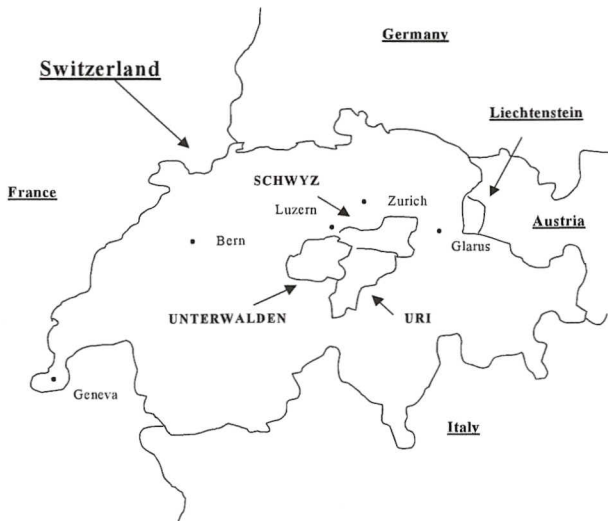 Germany
Switzerland
Liechtenstein
France
SCHWYZ
Zurich
Luzern
Austria
Bern
Glarus
UNTERWALDEN
URI
Geneva
Italy